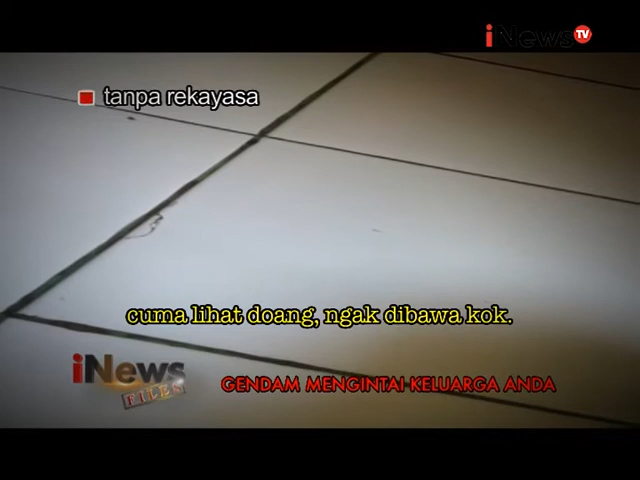 iNews TV
tanpa rekayasa
cuma lihat doang, ngak dibawa kok.
iNews
FILES
GENDAM MENGINTAI KELUARGA ANDA